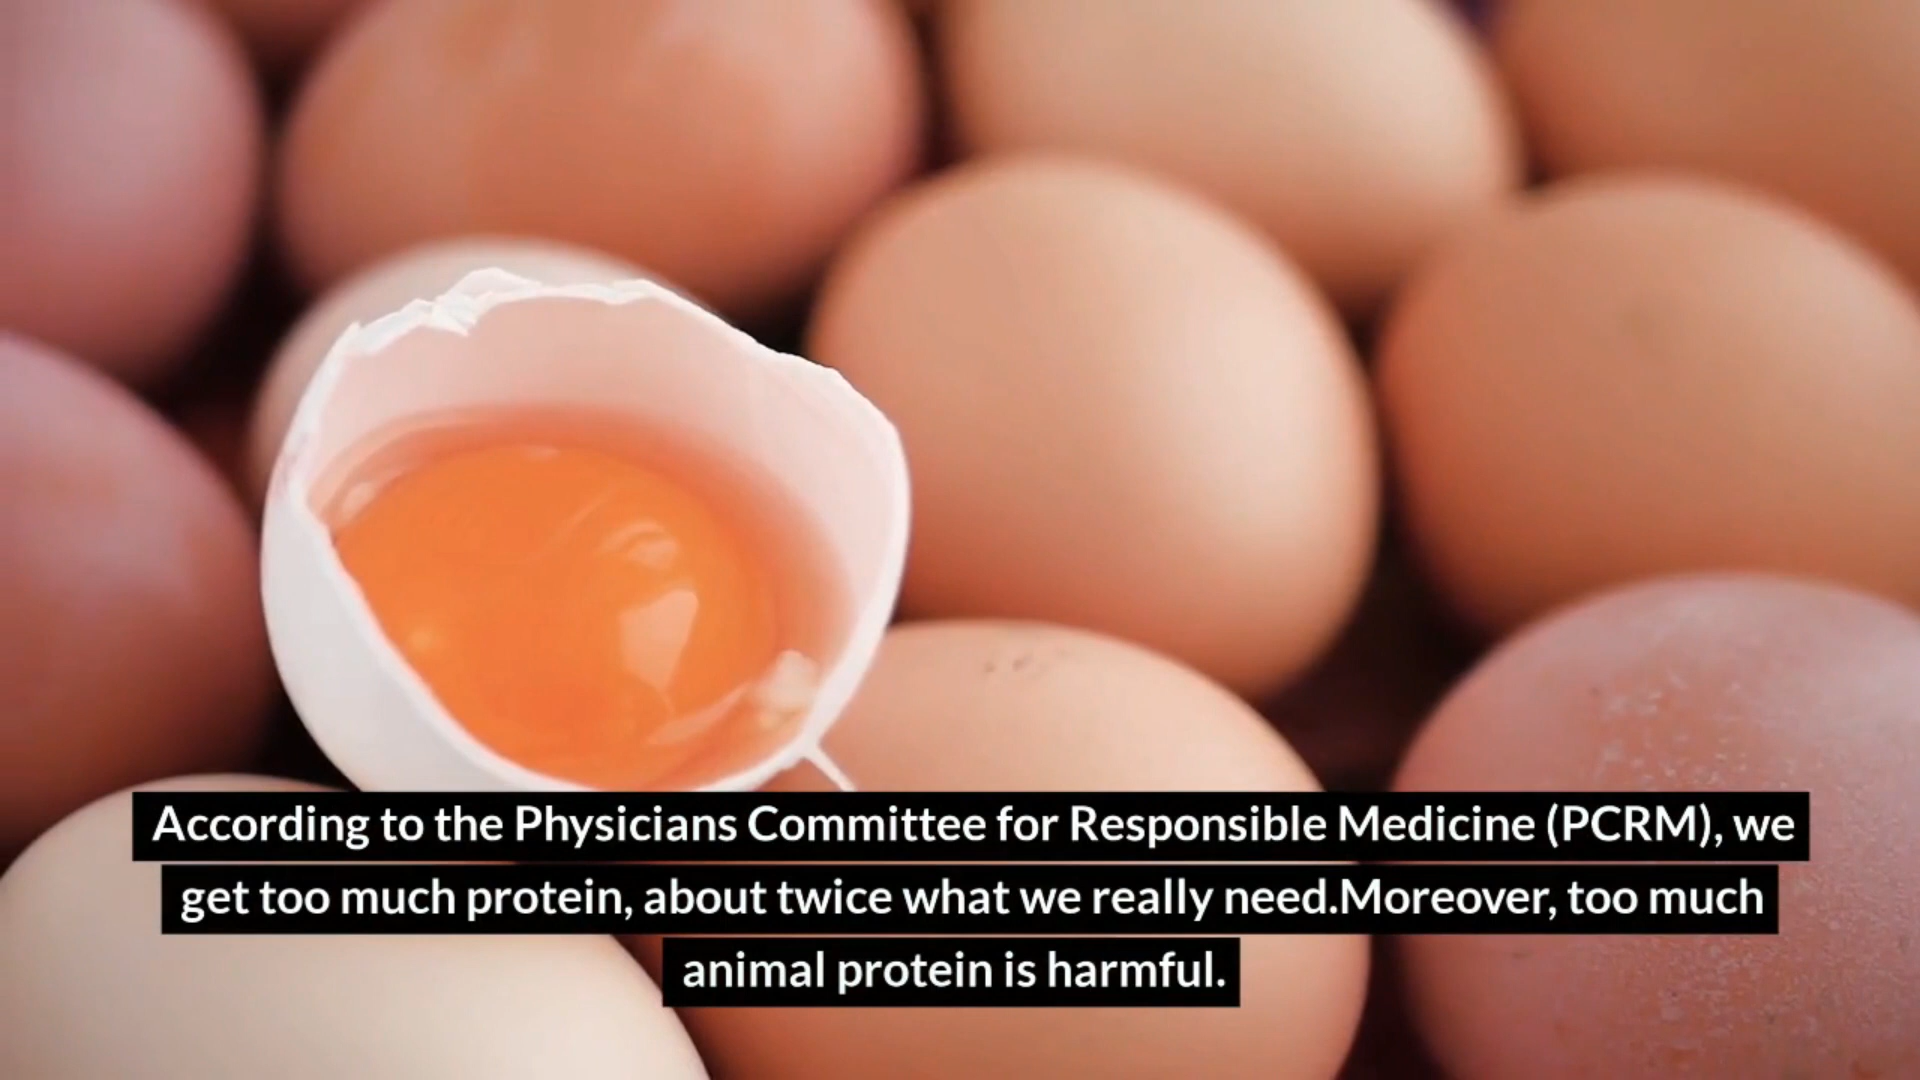 According to the Physicians Committee for Responsible Medicine (PCRM), we
get too much protein, about twice what we really need.Moreover, too much
animal protein is harmful.